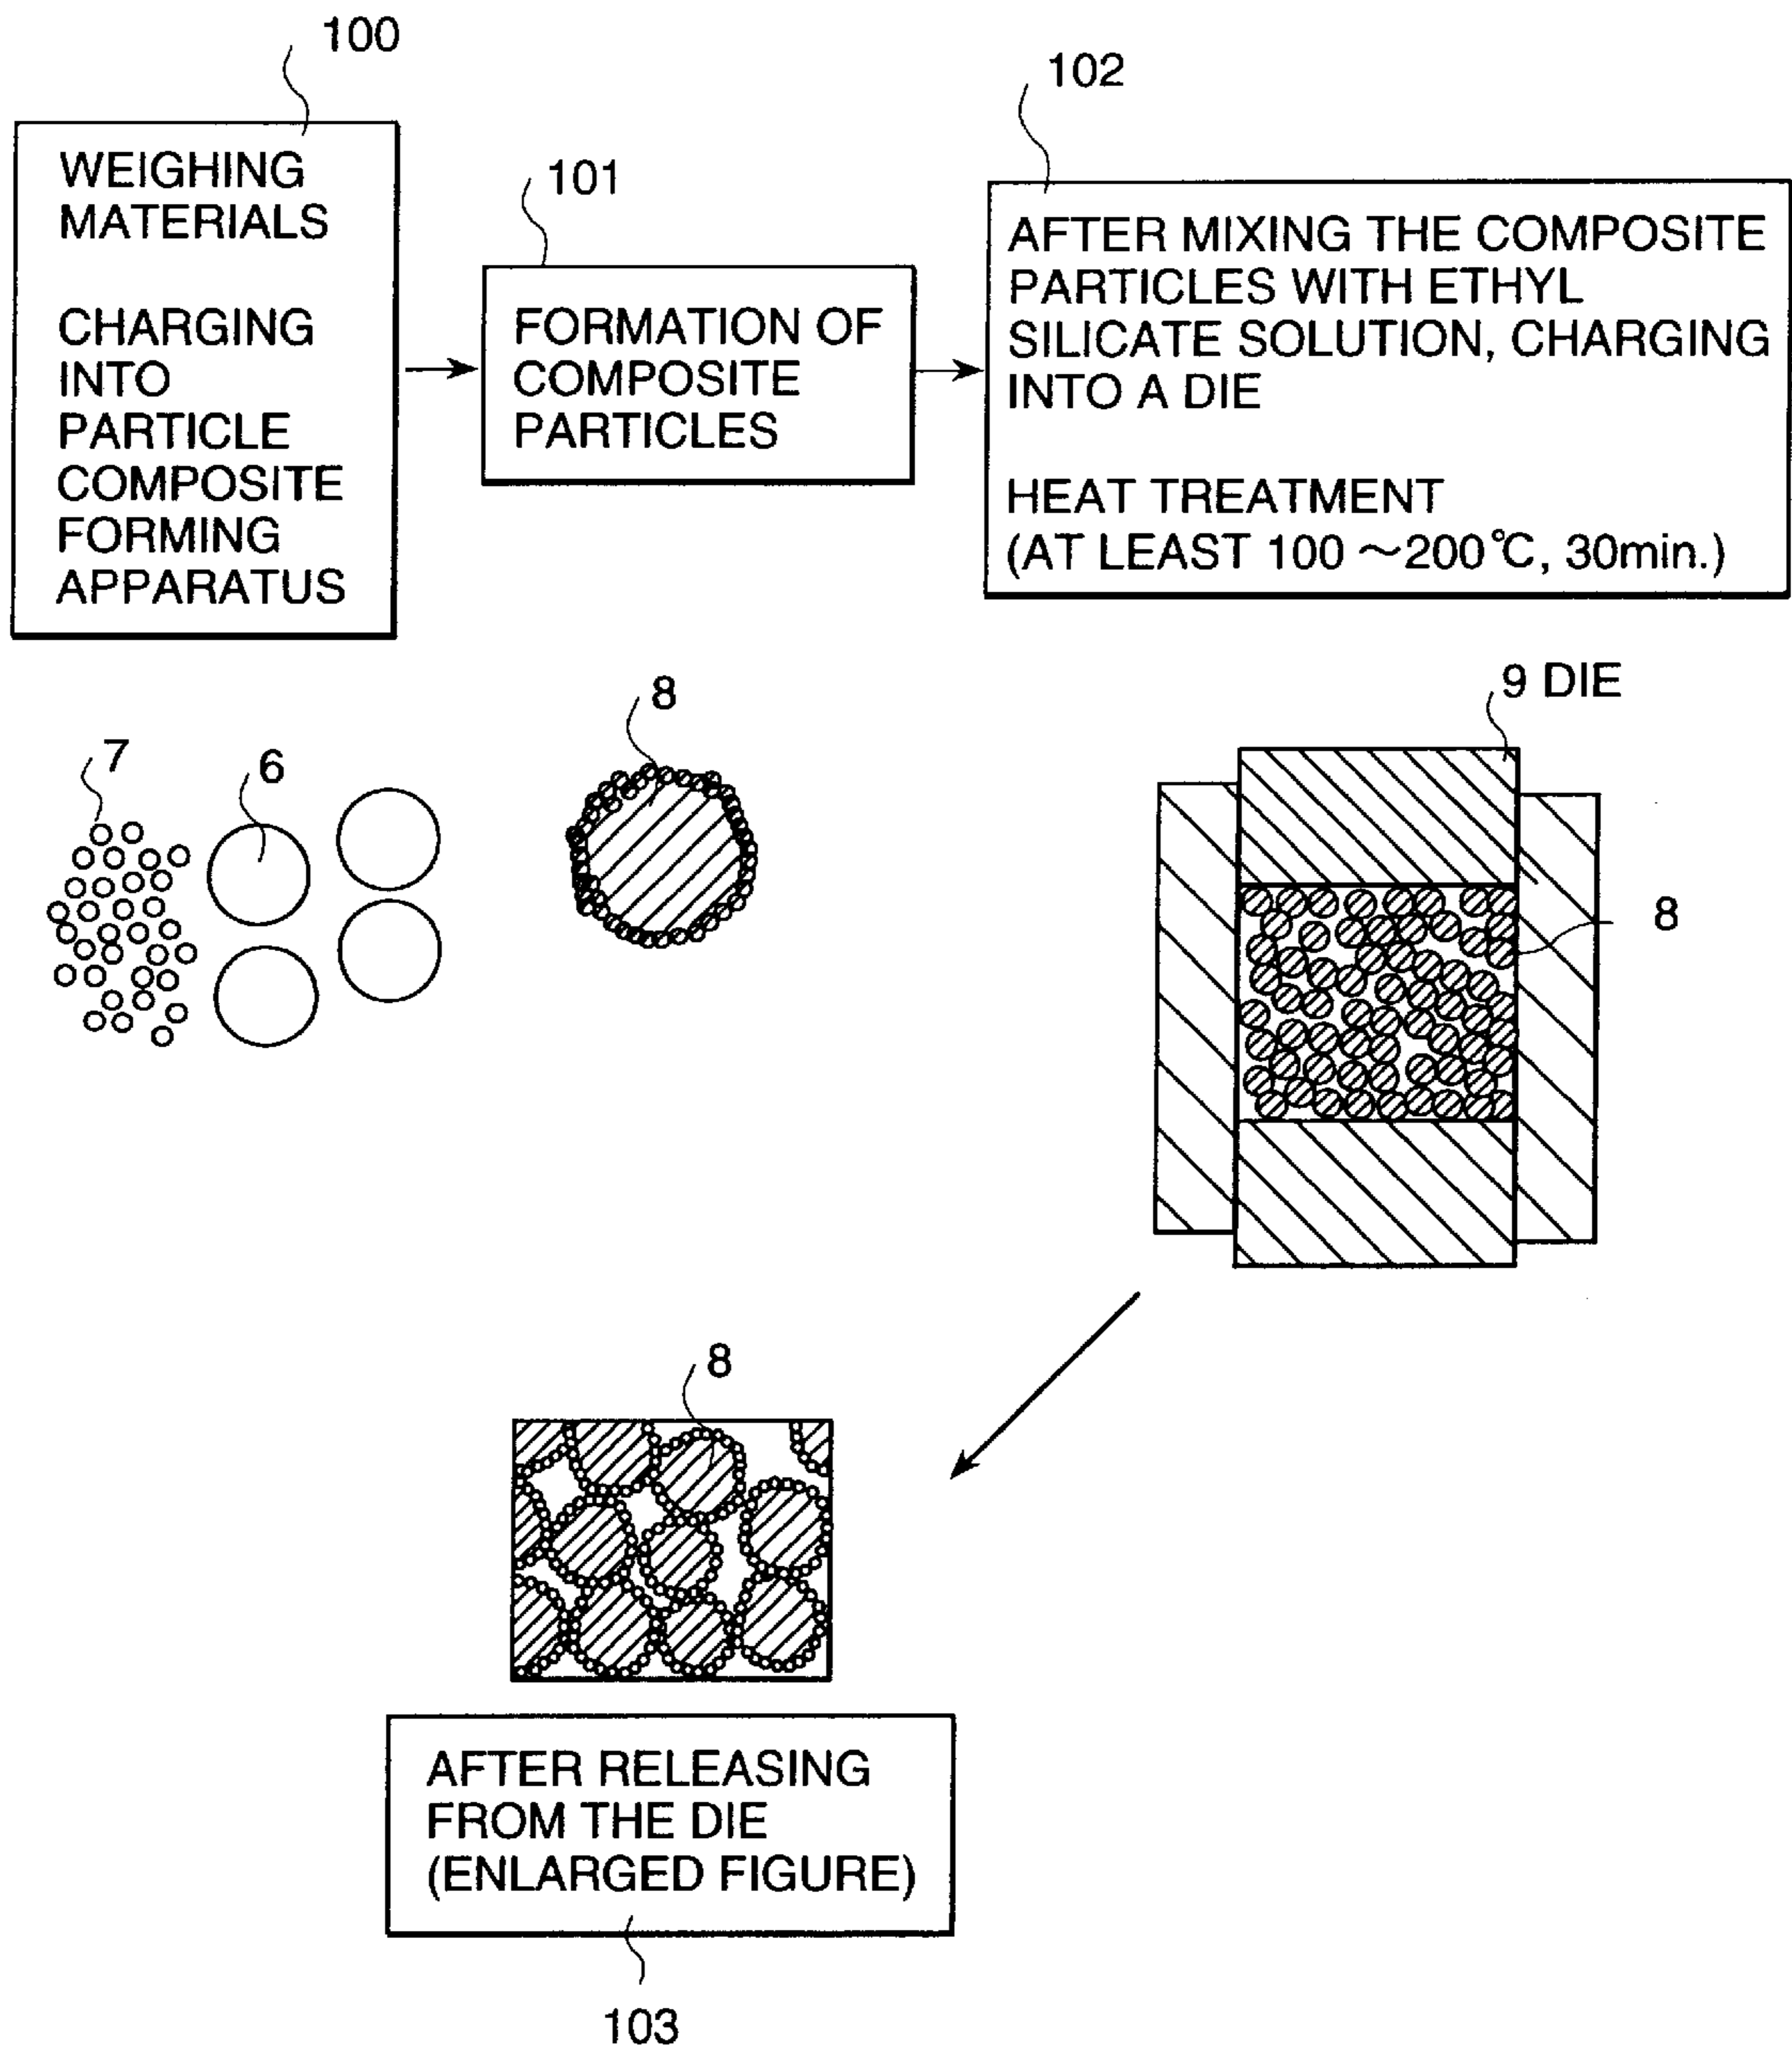 100
WEIGHING
MATERIALS
CHARGING
INTO
PARTICLE
COMPOSITE
FORMING
APPARATUS
101
FORMATION OF
COMPOSITE
PARTICLES
102
AFTER MIXING THE COMPOSITE
PARTICLES WITH ETHYL
SILICATE SOLUTION, CHARGING
INTO A DIE
HEAT TREATMENT
(AT LEAST 100 ~200°C, 30min.)
7
6
8
9 DIE
8
8
AFTER RELEASING
FROM THE DIE
(ENLARGED FIGURE)
103